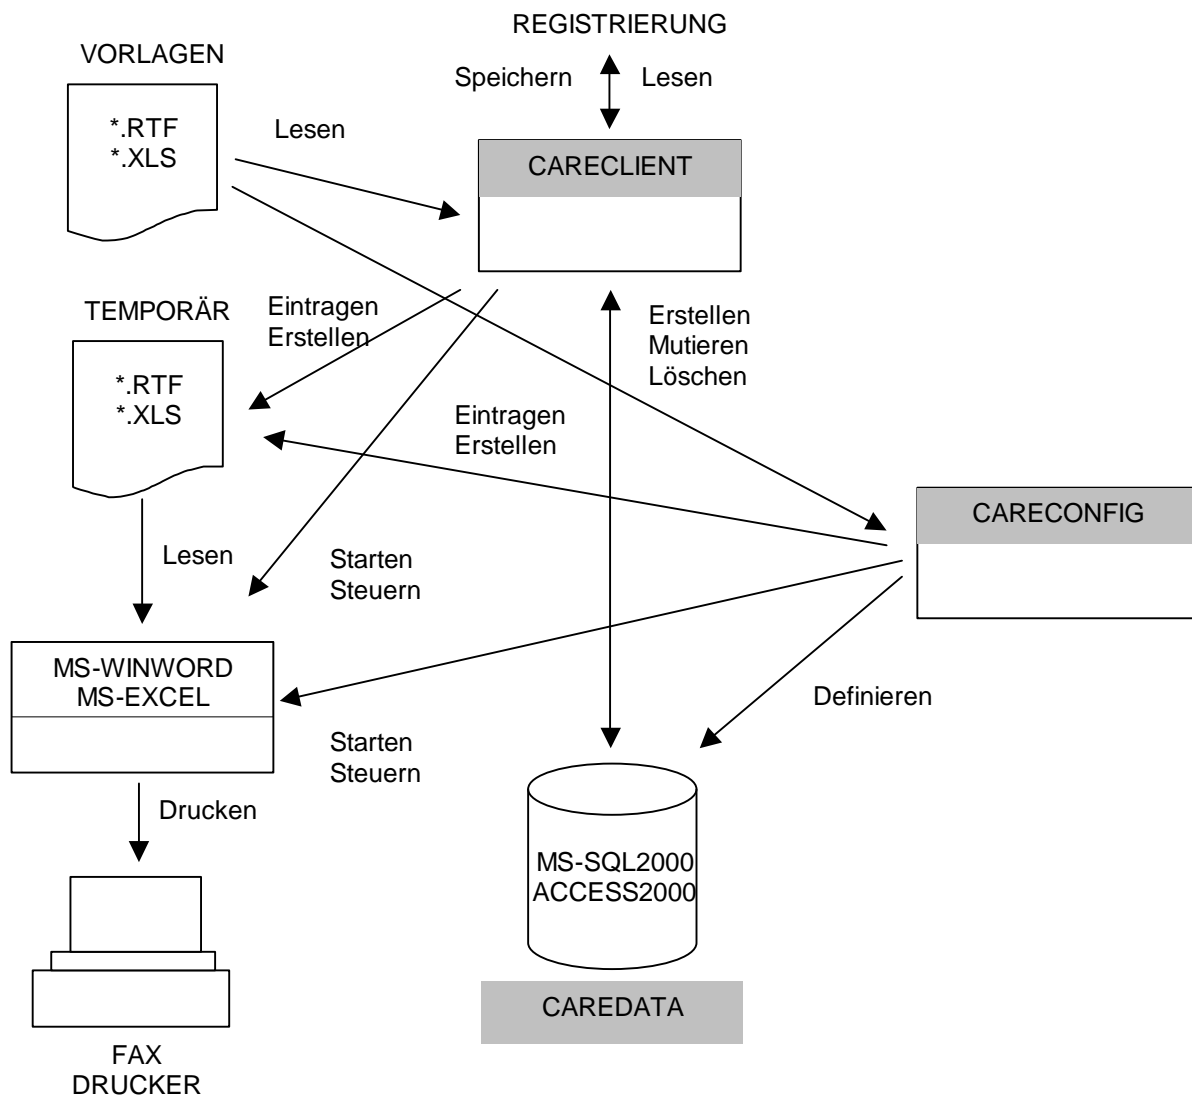 REGISTRIERUNG
VORLAGEN
Speichern
Lesen
*.RTF
*.XLS
Lesen
CARECLIENT
TEMPORÄR
Eintragen
Erstellen
Erstellen
Mutieren
Löschen
*.RTF
*.XLS
Eintragen
Erstellen
CARECONFIG
Lesen
Starten
Steuern
MS-WINWORD
MS-EXCEL
Definieren
Starten
Steuern
Drucken
MS-SQL2000
ACCESS2000
CAREDATA
FAX
DRUCKER